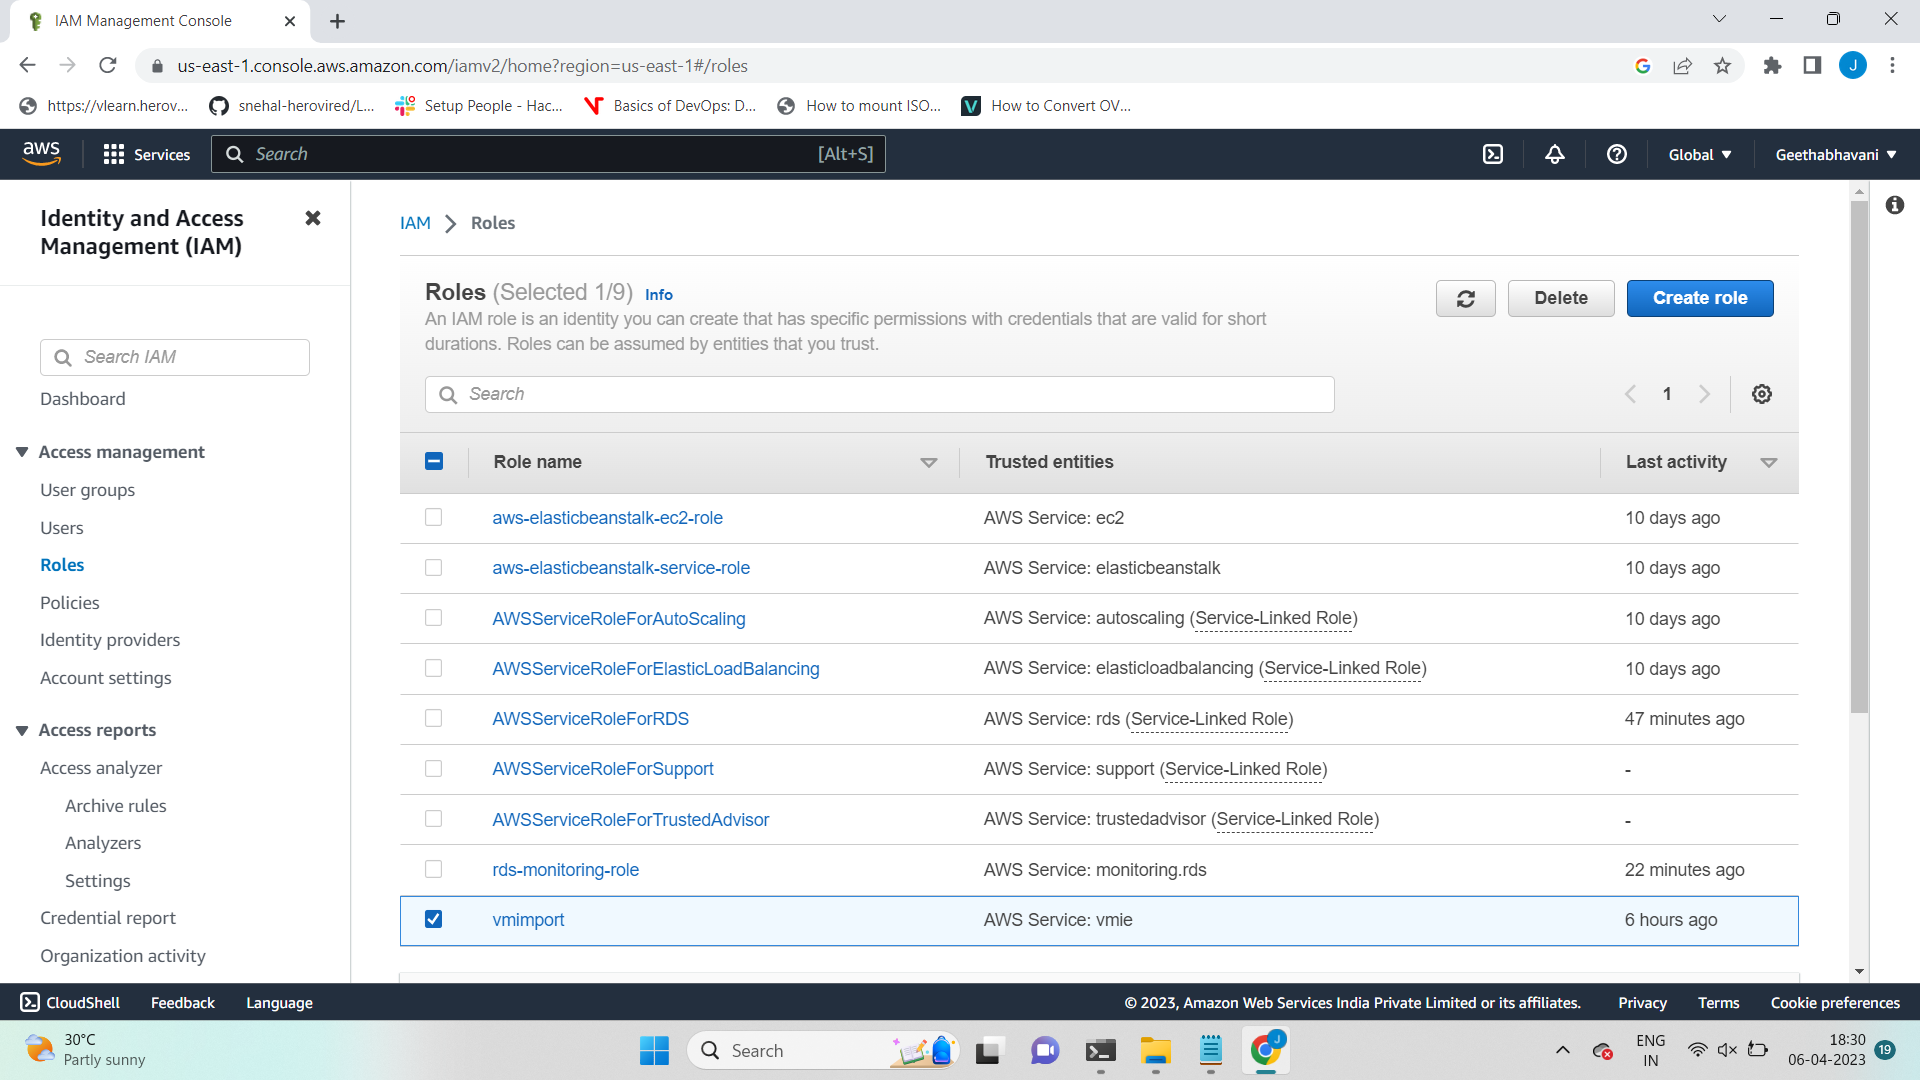 IAM Management Console
us-east-1.console.aws.amazon.com/iamv2/home?region=us-east-1#/roles
J
https://vlearn.herov...
snehal-herovired/L...
Setup People - Hac...
Basics of DevOps: D...
How to mount ISO...
How to Convert OV...
aws
Services
Search
[Alt+S]
Global
Geethabhavani
Identity and Access
Management (IAM)
Search IAM
Dashboard
Access management
User groups
Users
Roles
Policies
Identity providers
Account settings
Access reports
Access analyzer
Archive rules
Analyzers
Settings
Credential report
Organization activity
IAM > Roles
Roles (Selected 1/9) Info
An IAM role is an identity you can create that has specific permissions with credentials that are valid for short
durations. Roles can be assumed by entities that you trust.
Delete
Create role
Search
1
Role name Trusted entities Last activity
aws-elasticbeanstalk-ec2-role AWS Service: ec2 10 days ago
aws-elasticbeanstalk-service-role AWS Service: elasticbeanstalk 10 days ago
AWSServiceRoleForAutoScaling AWS Service: autoscaling (Service-Linked Role) 10 days ago
AWSServiceRoleForElasticLoadBalancing AWS Service: elasticloadbalancing (Service-Linked Role) 10 days ago
AWSServiceRoleForRDS AWS Service: rds (Service-Linked Role) 47 minutes ago
AWSServiceRoleForSupport AWS Service: support (Service-Linked Role) -
AWSServiceRoleForTrustedAdvisor AWS Service: trustedadvisor (Service-Linked Role) -
rds-monitoring-role AWS Service: monitoring.rds 22 minutes ago
vmimport AWS Service: vmie 6 hours ago
CloudShell Feedback Language
© 2023, Amazon Web Services India Private Limited or its affiliates. Privacy Terms Cookie preferences
30°C
Partly sunny
Search
J
ENG
IN
18:30
06-04-2023
19